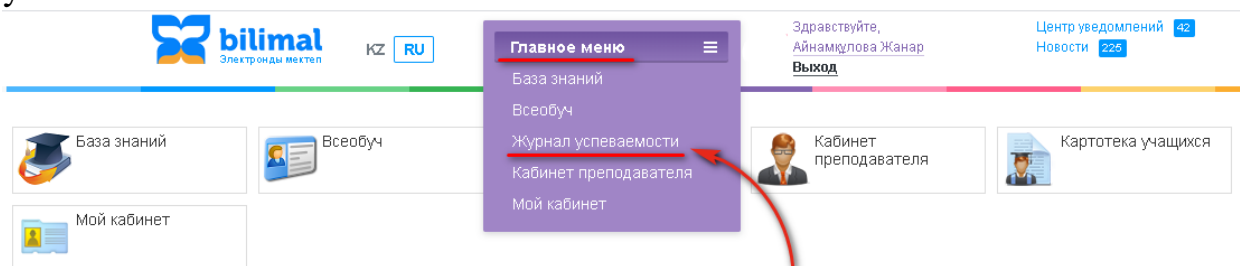 у
bilimal
Электронды мектеп
KZ RU
Главное меню
База знаний
Всеобуч
Журнал успеваемости
Кабинет преподавателя
Мой кабинет
Здравствуйте,
Айнамқұлова Жанар
Выход
Центр уведомлений 42
Новости 225
База знаний
Всеобуч
Кабинет
преподавателя
Картотека учащихся
Мой кабинет